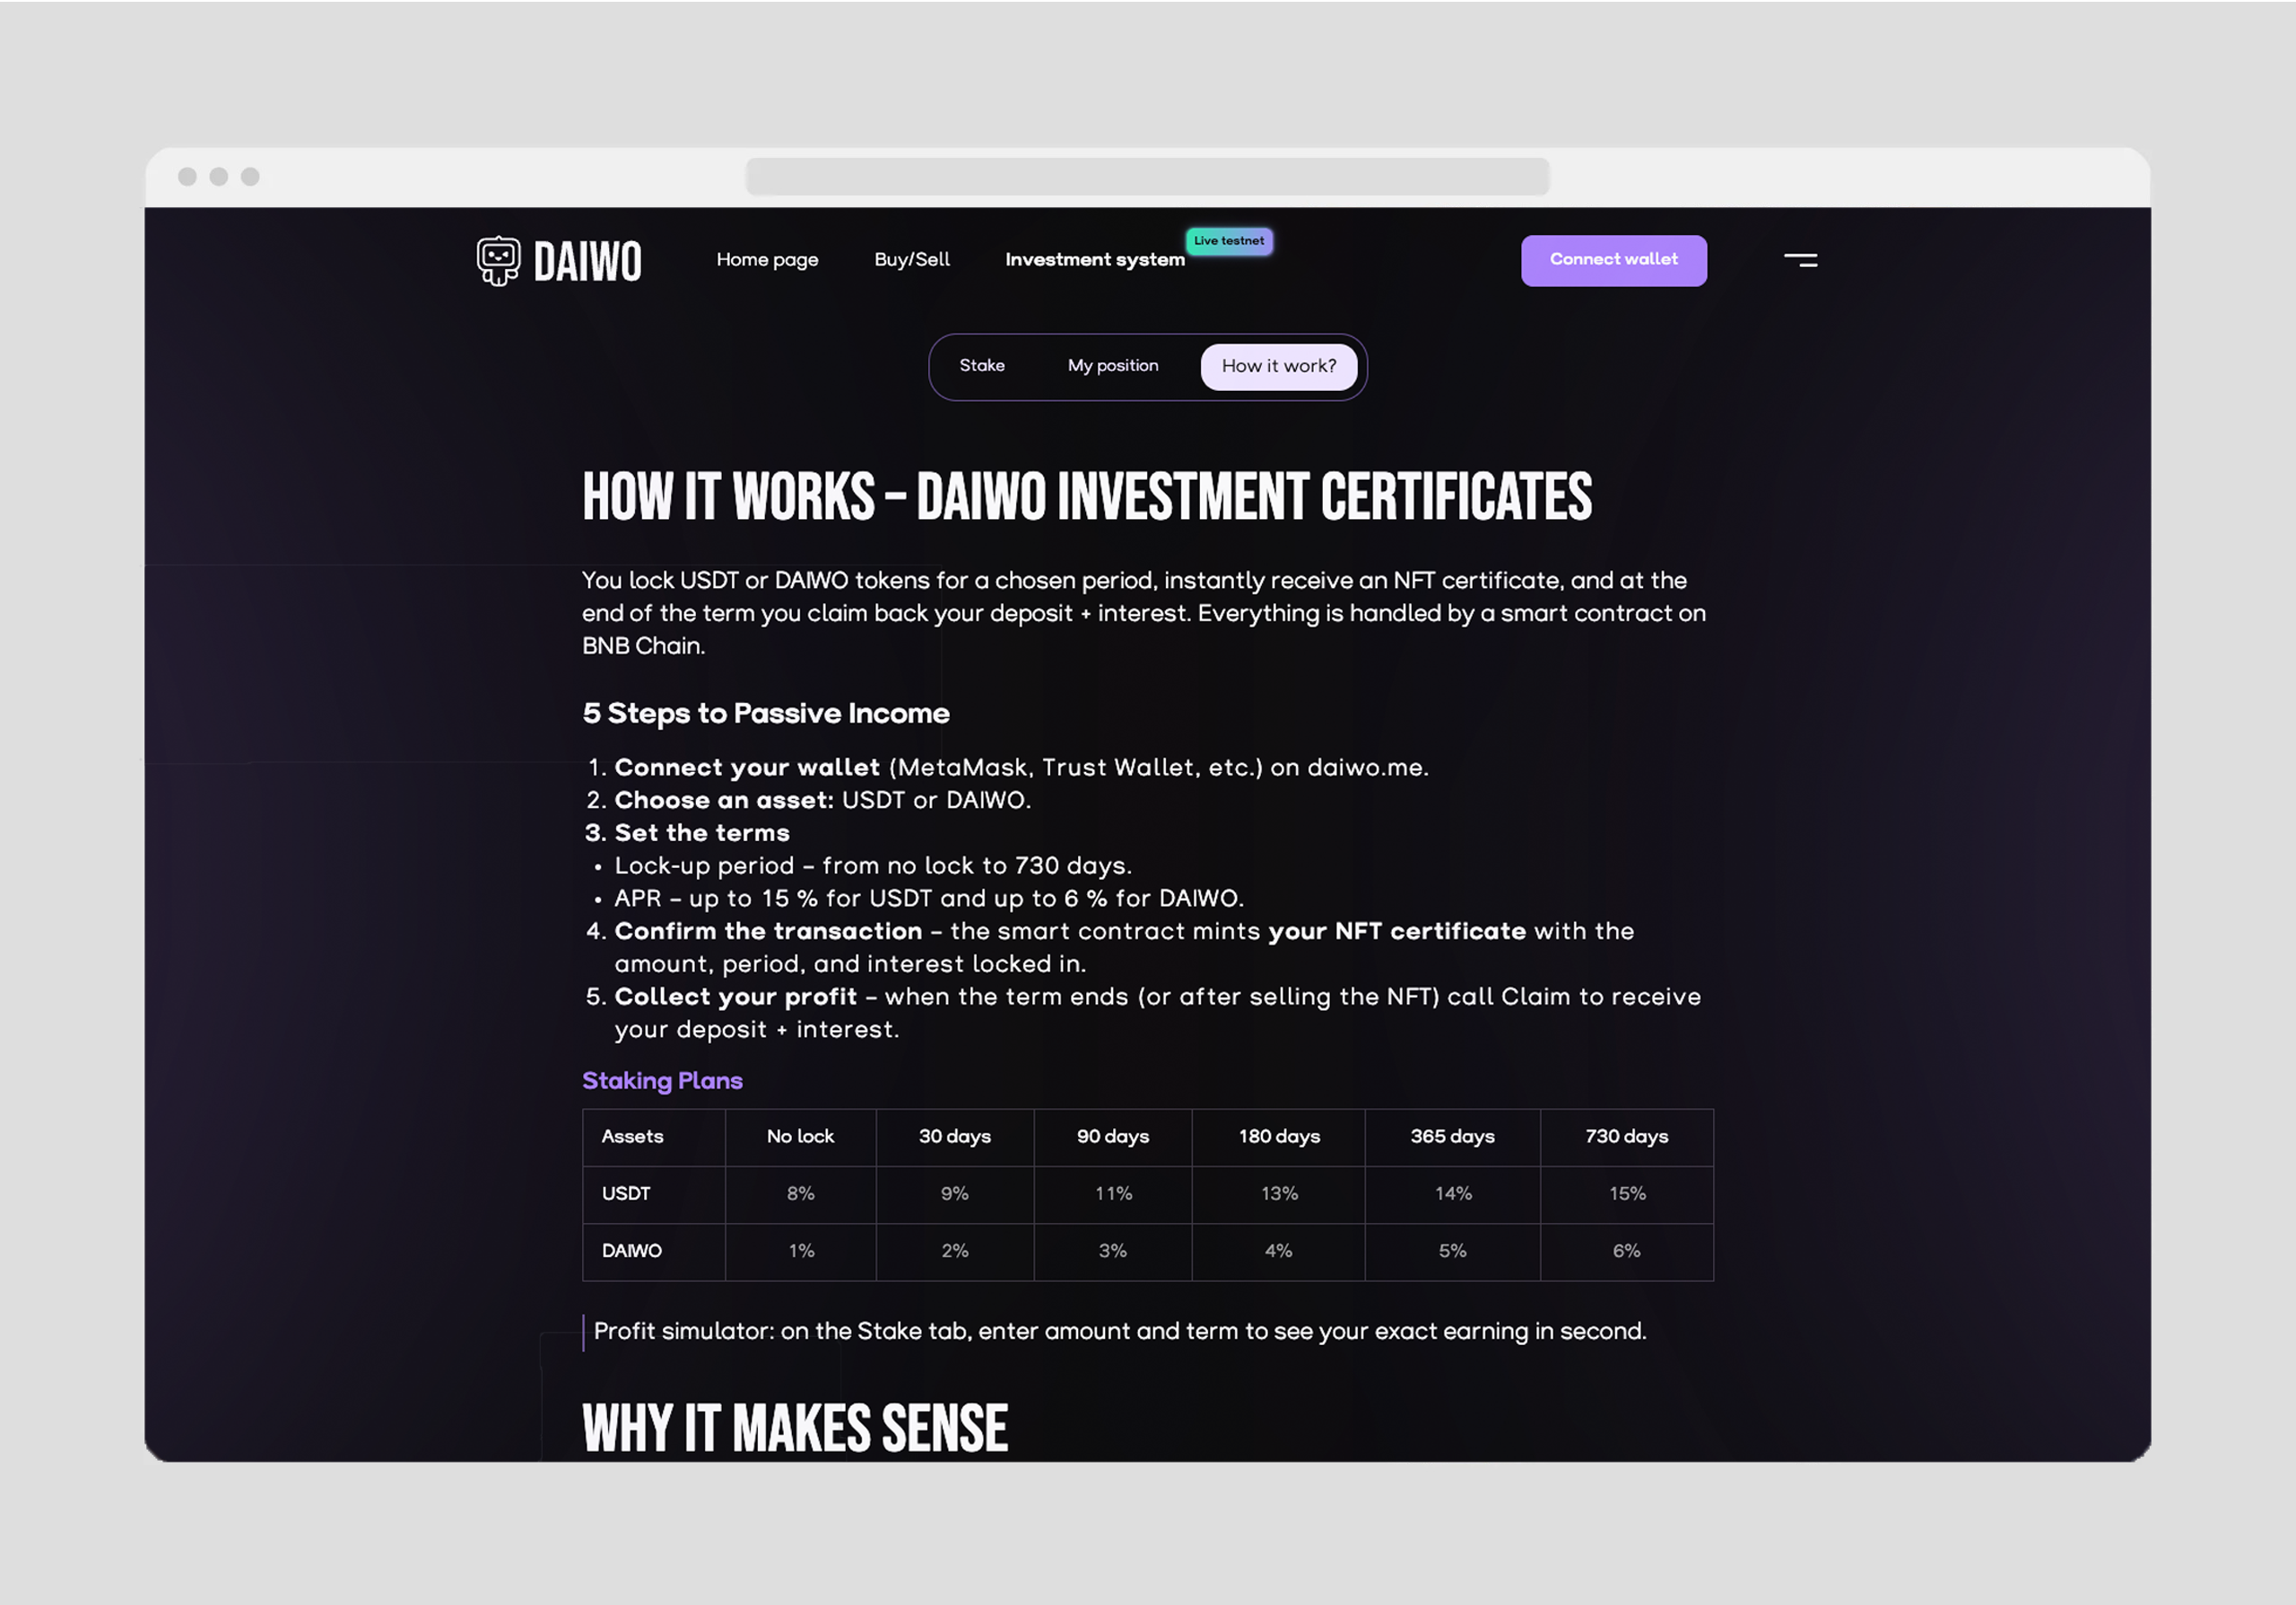 DAIWO
Home page
Buy/Sell
Investment system
Live testnet
Connect wallet
Stake
My position
How it work?
HOW IT WORKS – DAIWO INVESTMENT CERTIFICATES
You lock USDT or DAIWO tokens for a chosen period, instantly receive an NFT certificate, and at the
end of the term you claim back your deposit + interest. Everything is handled by a smart contract on
BNB Chain.
5 Steps to Passive Income
1. Connect your wallet (MetaMask, Trust Wallet, etc.) on daiwo.me.
2. Choose an asset: USDT or DAIWO.
3. Set the terms
• Lock-up period – from no lock to 730 days.
• APR – up to 15 % for USDT and up to 6 % for DAIWO.
4. Confirm the transaction – the smart contract mints your NFT certificate with the
amount, period, and interest locked in.
5. Collect your profit – when the term ends (or after selling the NFT) call Claim to receive
your deposit + interest.
Staking Plans
Assets No lock 30 days 90 days 180 days 365 days 730 days
USDT 8% 9% 11% 13% 14% 15%
DAIWO 1% 2% 3% 4% 5% 6%
Profit simulator: on the Stake tab, enter amount and term to see your exact earning in second.
WHY IT MAKES SENSE